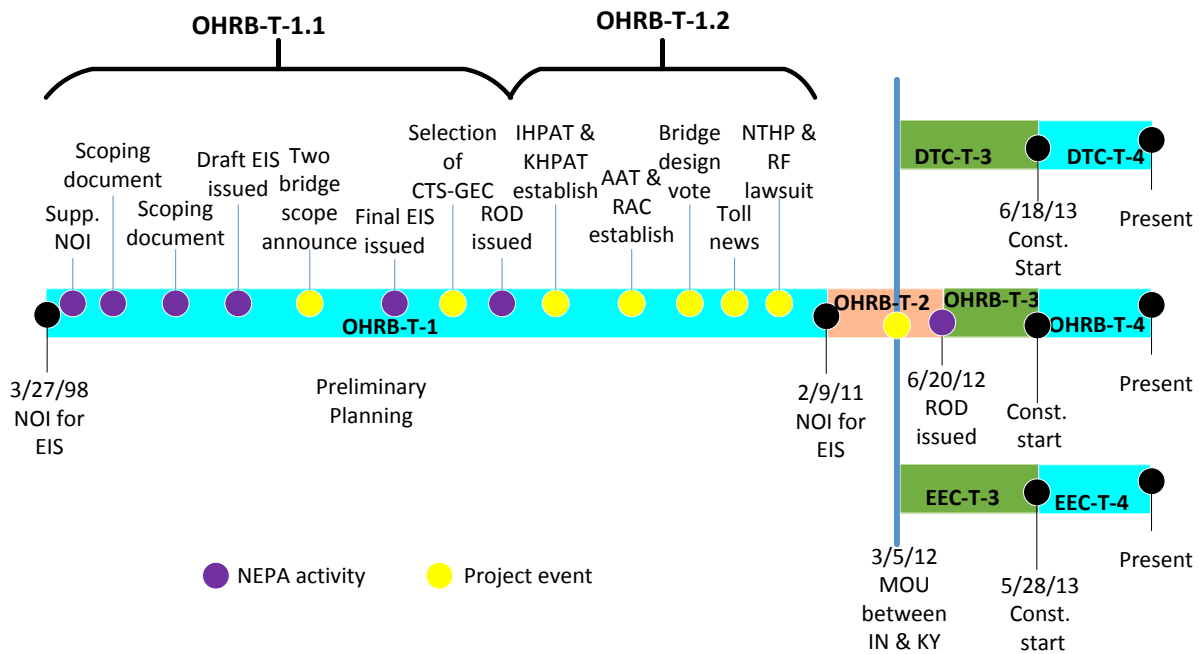 OHRB-T-1.1
OHRB-T-1.2
Supp.
NOI
Scoping
document
Scoping
document
Draft EIS
issued
Two
bridge
scope
announce
Final EIS
issued
Selection
of
CTS-GEC
ROD
issued
IHPAT &
KHPAT
establish
AAT &
RAC
establish
Bridge
design
vote
Toll
news
NTHP &
RF
lawsuit
DTC-T-3
DTC-T-4
6/18/13
Const.
Start
Present
OHRB-T-1
OHRB-T-2
OHRB-T-3
OHRB-T-4
3/27/98
NOI for
EIS
Preliminary
Planning
2/9/11
NOI for
EIS
6/20/12
ROD
issued
Const.
start
Present
EEC-T-3
EEC-T-4
3/5/12
MOU
between
IN & KY
5/28/13
Const.
start
Present
NEPA activity
Project event